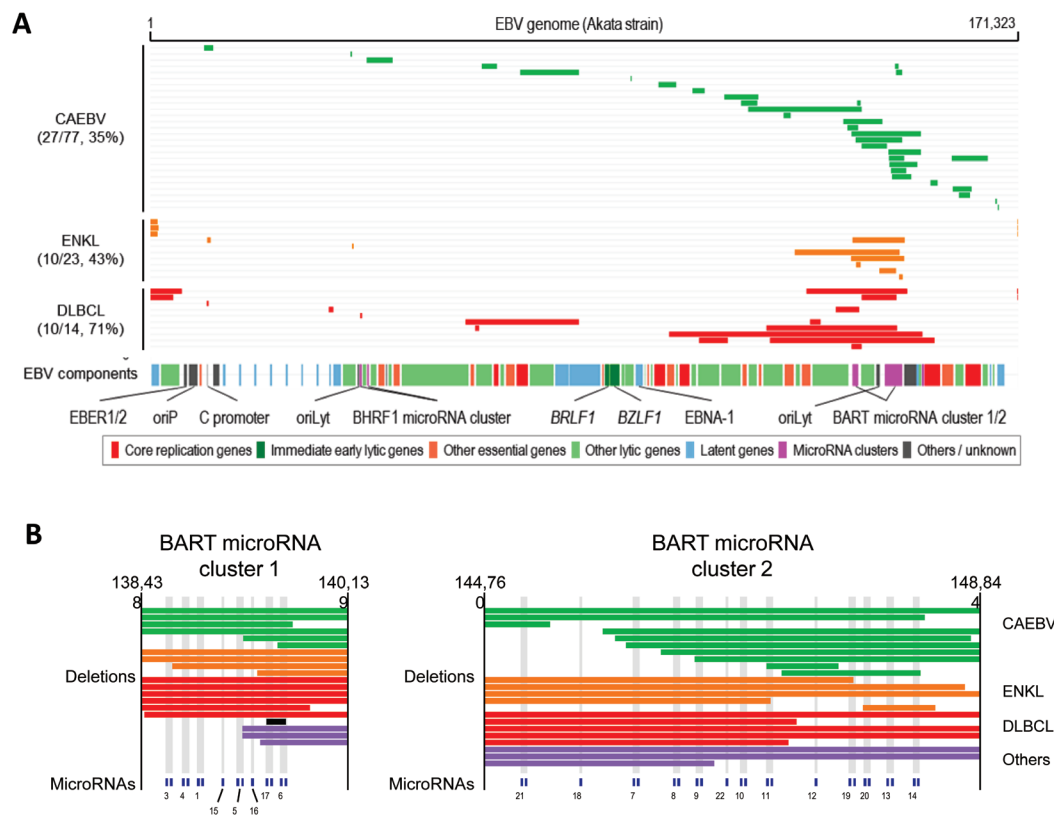 A
1 EBV genome (Akata strain) 171,323
CAEBV
(27/77, 35%)
ENKL
(10/23, 43%)
DLBCL
(10/14, 71%)
EBV components
EBER1/2 oriP C promoter oriLyt BHRF1 microRNA cluster BRLF1 BZLF1 EBNA-1 oriLyt BART microRNA cluster 1/2
Core replication genes Immediate early lytic genes Other essential genes Other lytic genes Latent genes MicroRNA clusters Others / unknown
B
BART microRNA
cluster 1
138,43
8
140,13
9
BART microRNA
cluster 2
144,76
0
148,84
4
Deletions
Deletions
CAEBV
ENKL
DLBCL
Others
MicroRNAs
3 4 1 15 5 16 17 6
MicroRNAs
21 18 7 8 9 22 10 11 12 19 20 13 14